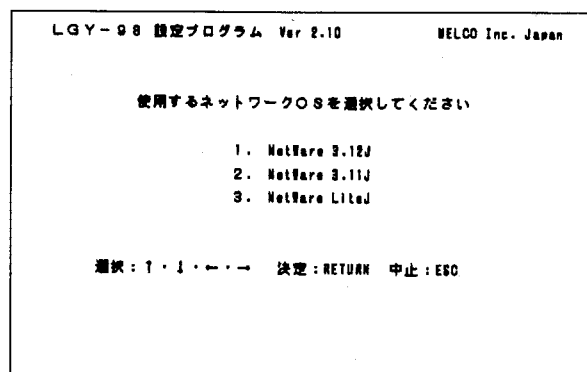 LGY-98 設定プログラム Ver 2.10 MELCO Inc. Japan
使用するネットワークOSを選択してください
1. NetWare 3.12J
2. NetWare 3.11J
3. NetWare LiteJ
選択:↑・↓・←・→ 決定:RETURN 中止:ESC